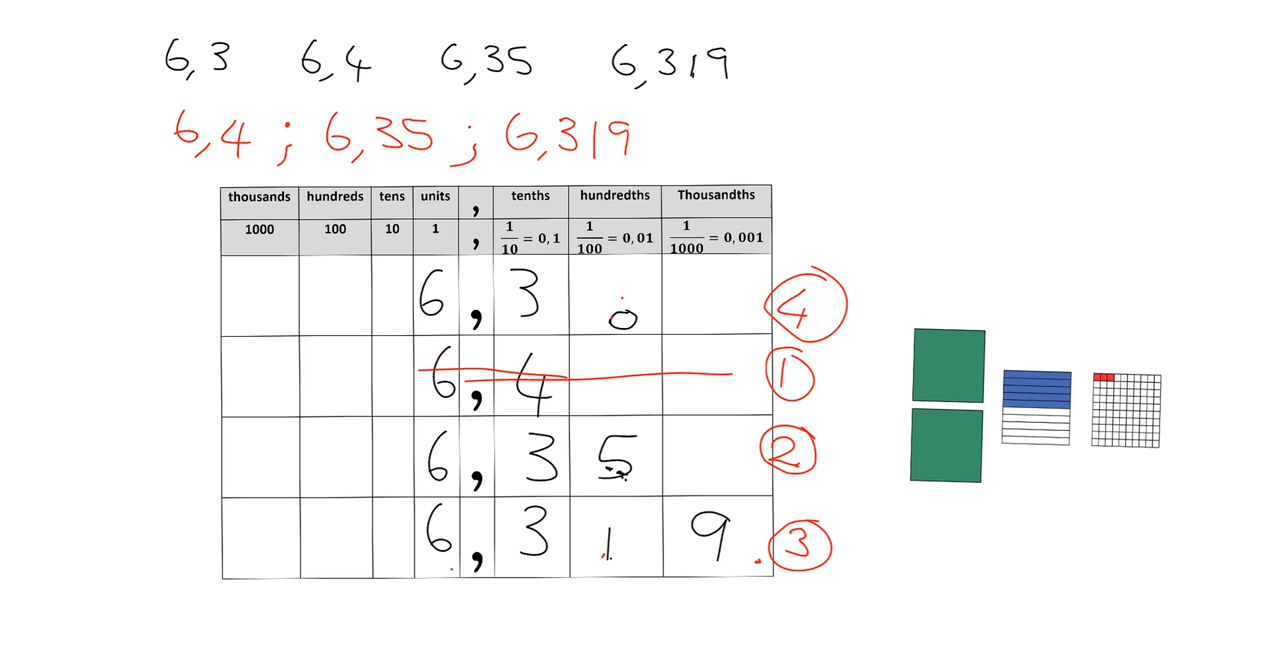 6,3 6,4 6,35 6,319
6,4 ; 6,35 ; 6,319
thousands hundreds tens units , tenths hundredths Thousandths
1000 100 10 1 , 1/10 = 0,1 1/100 = 0,01 1/1000 = 0,001
6 , 3 0 4
6 , 4 1
6 , 3 5 2
6 , 3 1 9 3